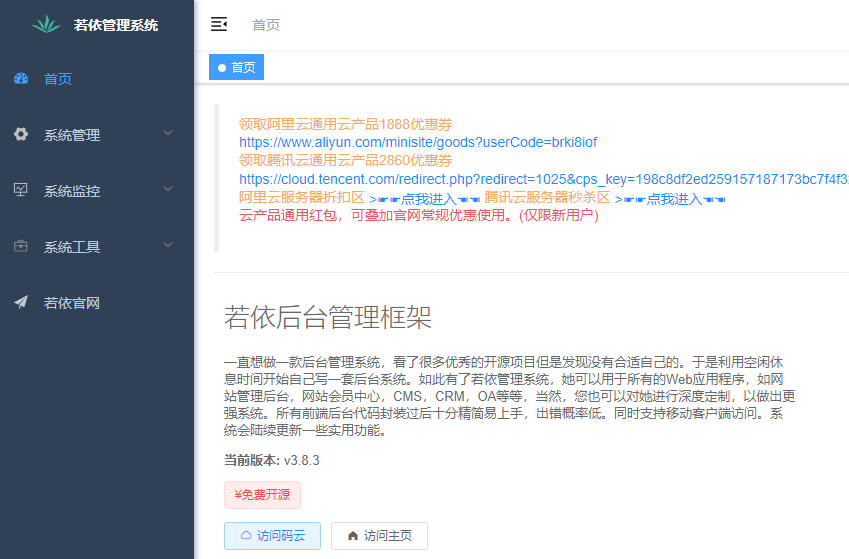 若依管理系统
首页
系统管理
系统监控
系统工具
若依官网
首页
首页
领取阿里云通用云产品1888优惠券
https://www.aliyun.com/minisite/goods?userCode=brki8iof
领取腾讯云通用云产品2860优惠券
https://cloud.tencent.com/redirect.php?redirect=1025&cps_key=198c8df2ed259157187173bc7f4f32
阿里云服务器折扣区 >☛☛点我进入☚☚ 腾讯云服务器秒杀区 >☛☛点我进入☚☚
云产品通用红包，可叠加官网常规优惠使用。(仅限新用户)
若依后台管理框架
一直想做一款后台管理系统，看了很多优秀的开源项目但是发现没有合适自己的。于是利用空闲休
息时间开始自己写一套后台系统。如此有了若依管理系统，她可以用于所有的Web应用程序，如网
站管理后台，网站会员中心，CMS，CRM，OA等等，当然，您也可以对她进行深度定制，以做出更
强系统。所有前端后台代码封装过后十分精简易上手，出错概率低。同时支持移动客户端访问。系
统会陆续更新一些实用功能。
当前版本: v3.8.3
¥免费开源
访问码云
访问主页